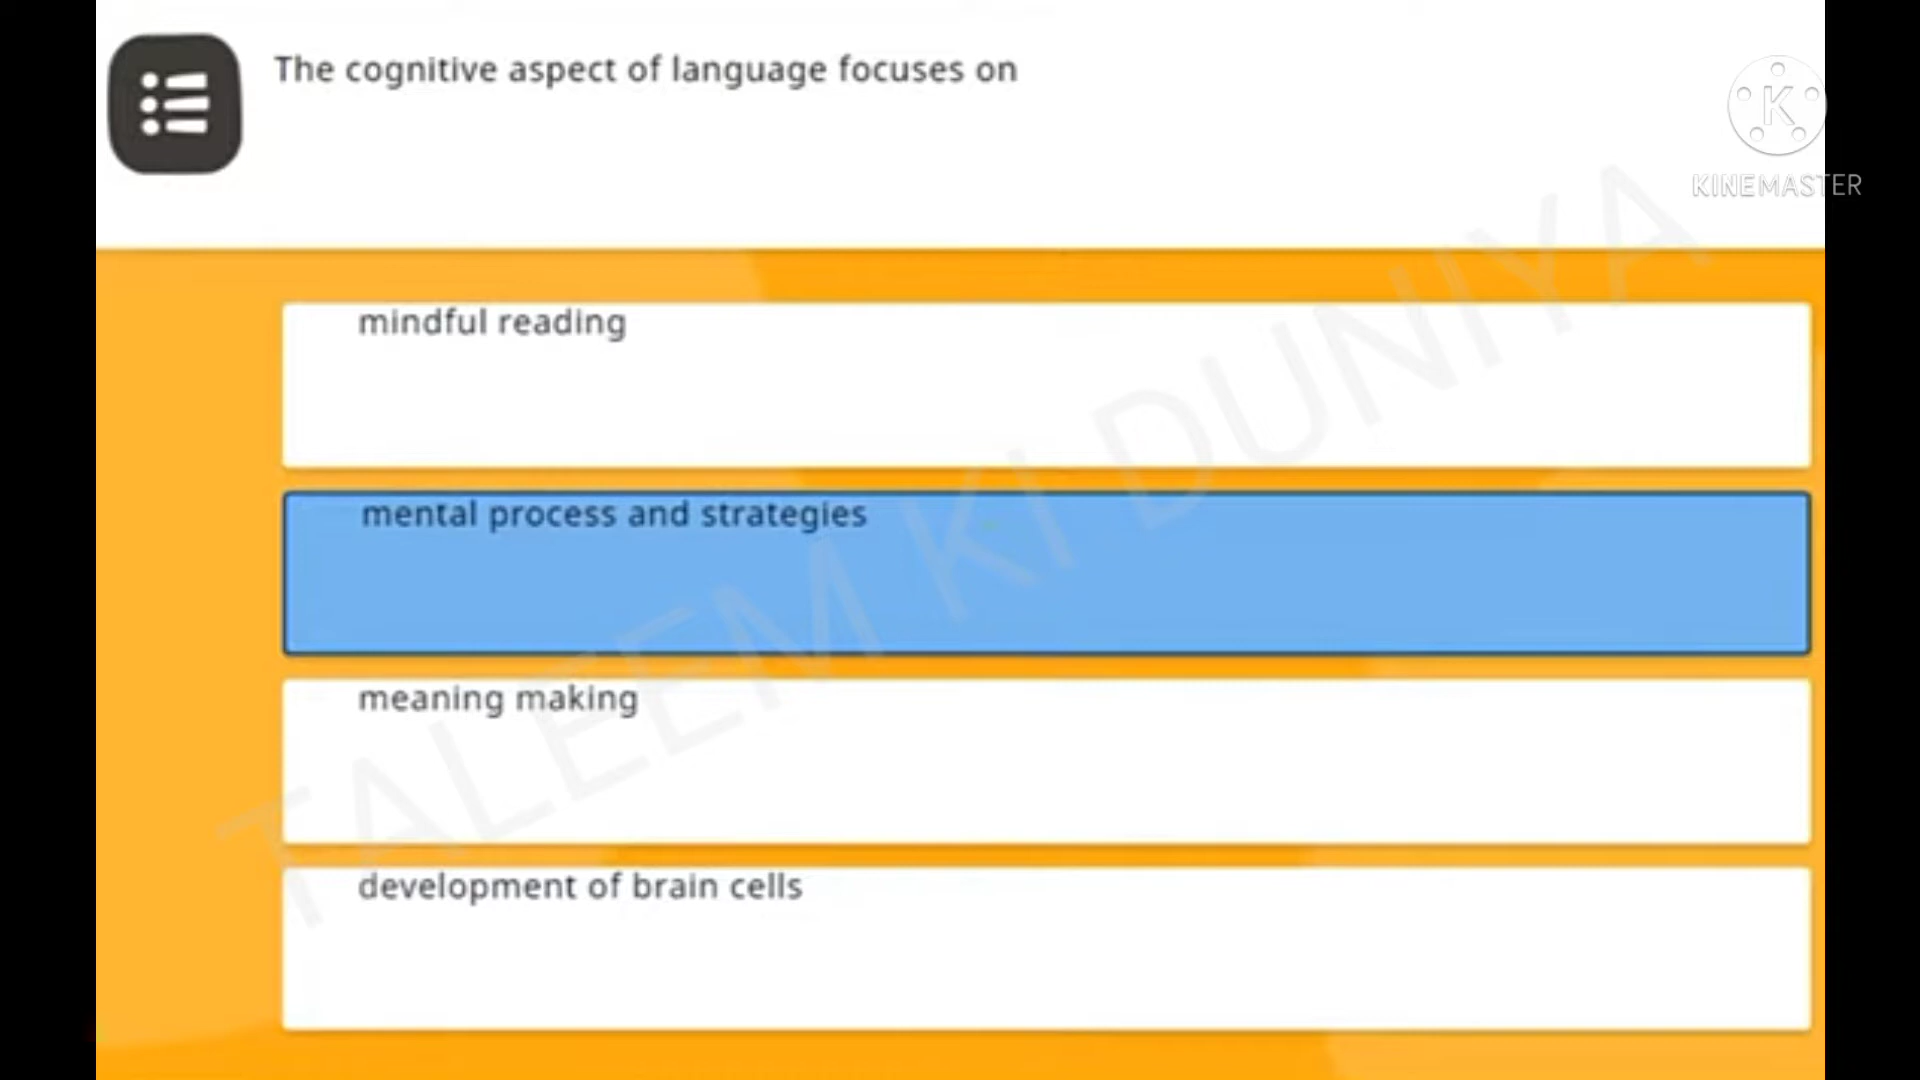 The cognitive aspect of language focuses on
K
KINEMASTER
mindful reading
mental process and strategies
meaning making
development of brain cells
TALEEM KI DUNIYA